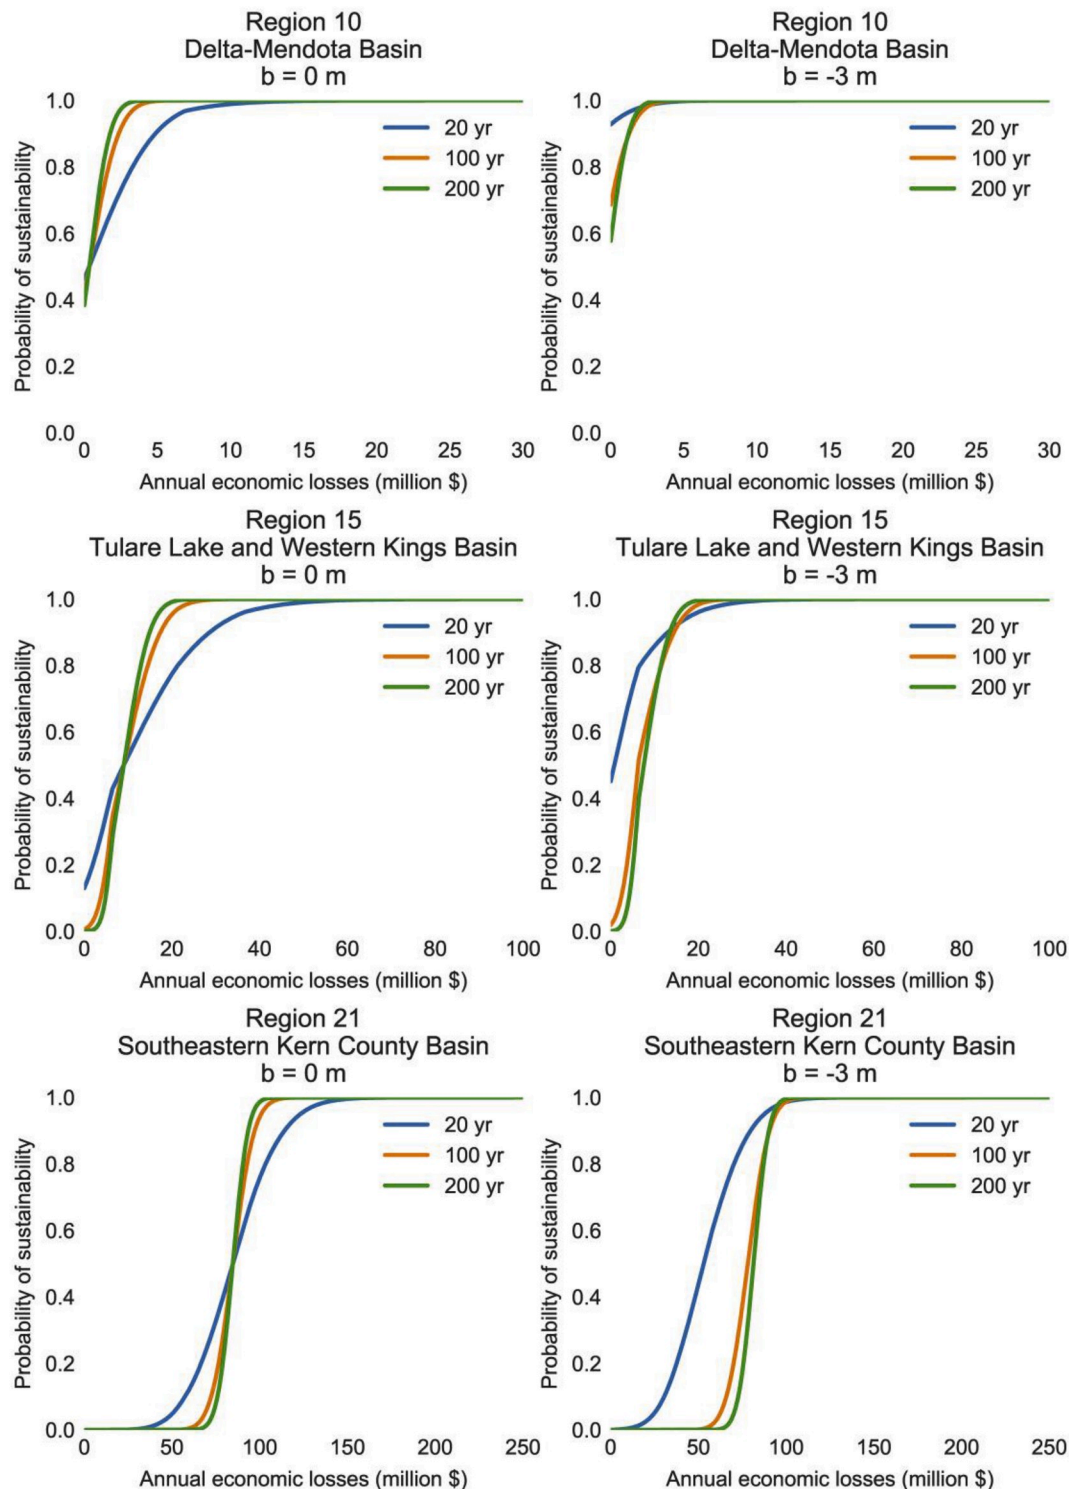 Region 10
Delta-Mendota Basin
b = 0 m
Probability of sustainability
1.0
0.8
0.6
0.4
0.2
0.0
20 yr
100 yr
200 yr
0 5 10 15 20 25 30
Annual economic losses (million $)
Region 10
Delta-Mendota Basin
b = -3 m
Probability of sustainability
1.0
0.8
0.6
0.4
0.2
0.0
20 yr
100 yr
200 yr
0 5 10 15 20 25 30
Annual economic losses (million $)
Region 15
Tulare Lake and Western Kings Basin
b = 0 m
Probability of sustainability
1.0
0.8
0.6
0.4
0.2
0.0
20 yr
100 yr
200 yr
0 20 40 60 80 100
Annual economic losses (million $)
Region 15
Tulare Lake and Western Kings Basin
b = -3 m
Probability of sustainability
1.0
0.8
0.6
0.4
0.2
0.0
20 yr
100 yr
200 yr
0 20 40 60 80 100
Annual economic losses (million $)
Region 21
Southeastern Kern County Basin
b = 0 m
Probability of sustainability
1.0
0.8
0.6
0.4
0.2
0.0
20 yr
100 yr
200 yr
0 50 100 150 200 250
Annual economic losses (million $)
Region 21
Southeastern Kern County Basin
b = -3 m
Probability of sustainability
1.0
0.8
0.6
0.4
0.2
0.0
20 yr
100 yr
200 yr
0 50 100 150 200 250
Annual economic losses (million $)